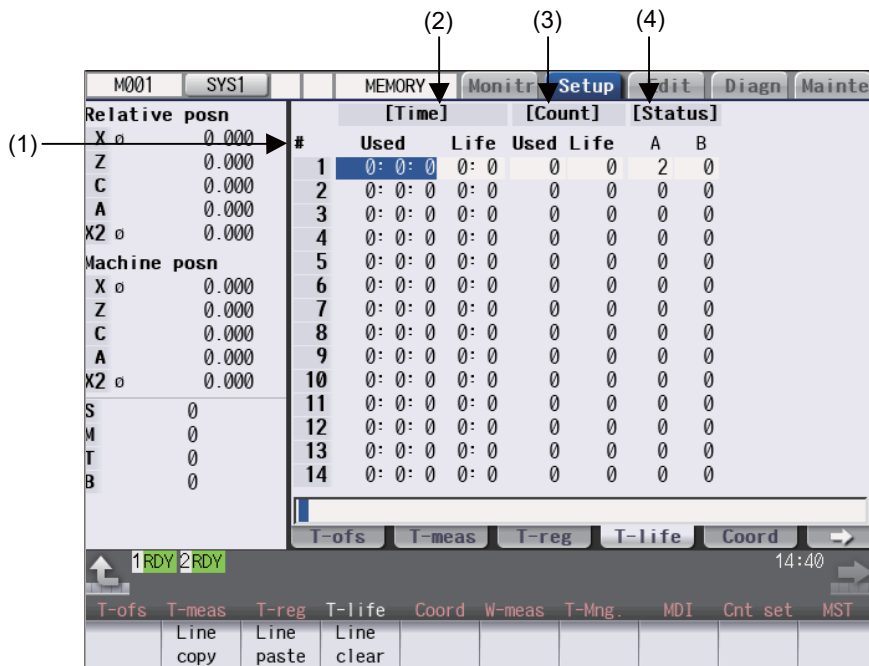 (2) (3) (4)
M001 SYS1 MEMORY Monitr Setup Edit Diagn Mainte
Relative posn
X ø 0.000
Z 0.000
C 0.000
A 0.000
X2 ø 0.000
Machine posn
X ø 0.000
Z 0.000
C 0.000
A 0.000
X2 ø 0.000
S 0
M 0
T 0
B 0
(1)
[Time] [Count] [Status]
# Used Life Used Life A B
1 0: 0: 0 0: 0 0 0 2 0
2 0: 0: 0 0: 0 0 0 0 0
3 0: 0: 0 0: 0 0 0 0 0
4 0: 0: 0 0: 0 0 0 0 0
5 0: 0: 0 0: 0 0 0 0 0
6 0: 0: 0 0: 0 0 0 0 0
7 0: 0: 0 0: 0 0 0 0 0
8 0: 0: 0 0: 0 0 0 0 0
9 0: 0: 0 0: 0 0 0 0 0
10 0: 0: 0 0: 0 0 0 0 0
11 0: 0: 0 0: 0 0 0 0 0
12 0: 0: 0 0: 0 0 0 0 0
13 0: 0: 0 0: 0 0 0 0 0
14 0: 0: 0 0: 0 0 0 0 0
T-ofs T-meas T-reg T-life Coord
1RDY 2RDY 14:40
T-ofs T-meas T-reg T-life Coord W-meas T-Mng. MDI Cnt set MST
Line copy Line paste Line clear